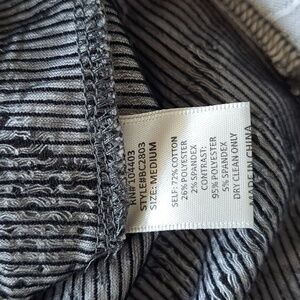 RN# 104403
STYLE#BC2803
SIZE: MEDIUM
SELF: 72% COTTON
26% POLYESTER
2% SPANDEX
CONTRAST:
95% POLYESTER
5% SPANDEX
DRY CLEAN ONLY
MADE IN CHINA